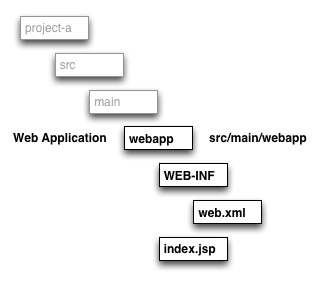 project-a
src
main
Web Application webapp src/main/webapp
WEB-INF
web.xml
index.jsp